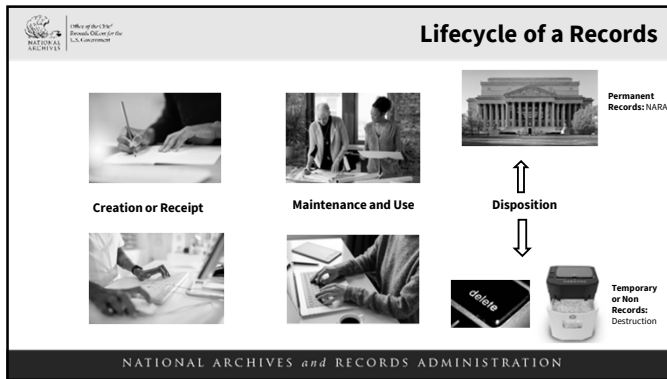 NATIONAL
ARCHIVES
Office of the Chief
Records Officer for the
U.S. Government
Lifecycle of a Records
Permanent
Records: NARA
Creation or Receipt
Maintenance and Use
Disposition
delete
Temporary
or Non
Records:
Destruction
NATIONAL ARCHIVES and RECORDS ADMINISTRATION